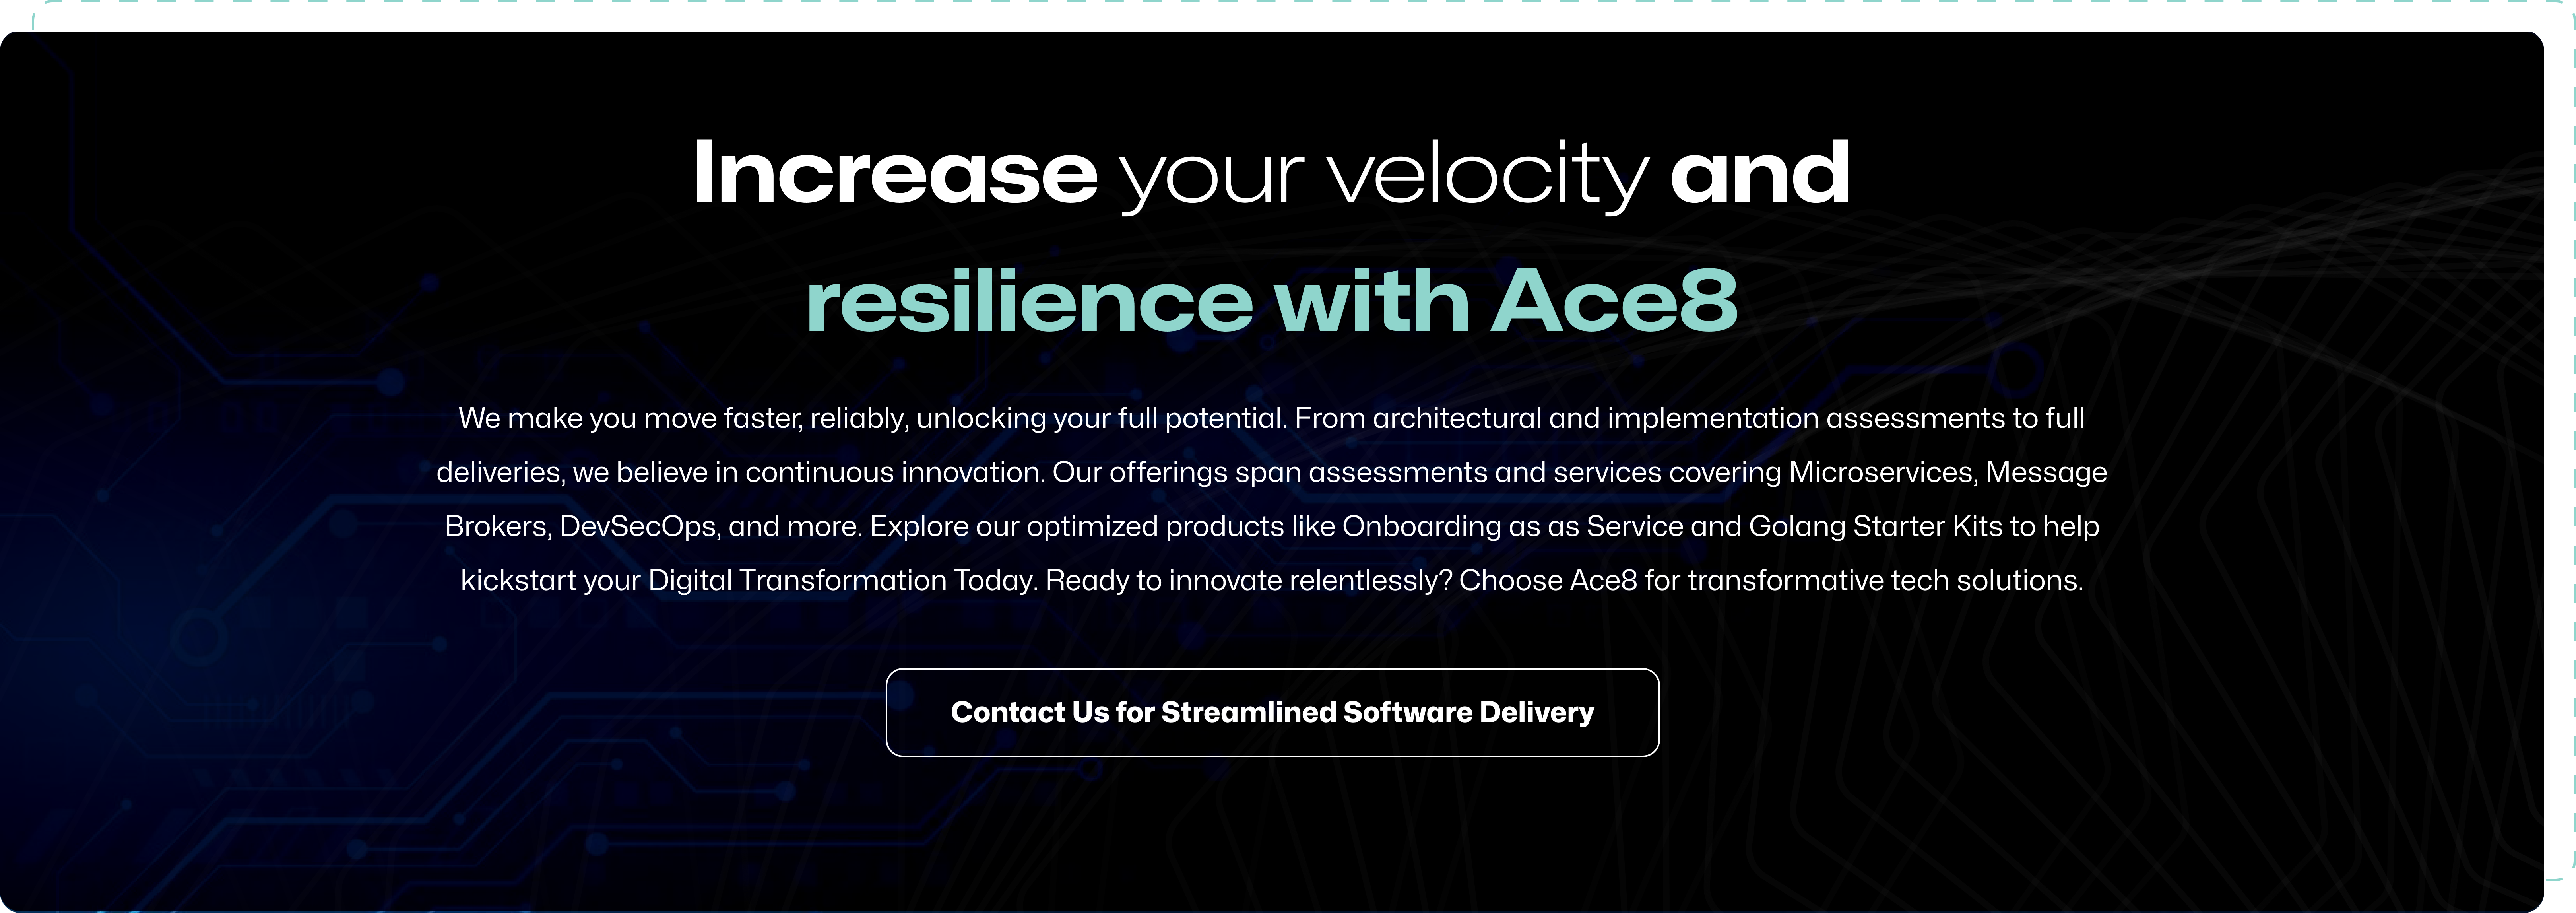 Increase your velocity and
resilience with Ace8
We make you move faster, reliably, unlocking your full potential. From architectural and implementation assessments to full
deliveries, we believe in continuous innovation. Our offerings span assessments and services covering Microservices, Message
Brokers, DevSecOps, and more. Explore our optimized products like Onboarding as as Service and Golang Starter Kits to help
kickstart your Digital Transformation Today. Ready to innovate relentlessly? Choose Ace8 for transformative tech solutions.
Contact Us for Streamlined Software Delivery